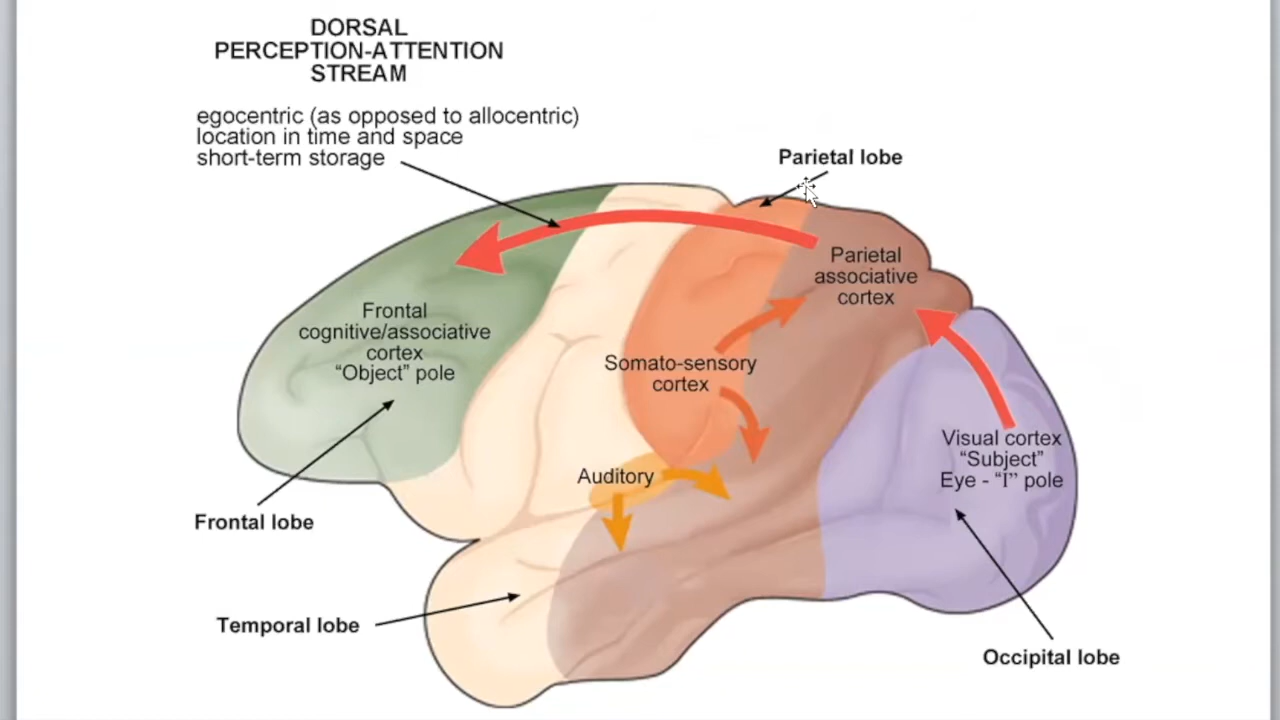 DORSAL
PERCEPTION-ATTENTION
STREAM
egocentric (as opposed to allocentric)
location in time and space
short-term storage
Parietal lobe
Parietal
associative
cortex
Frontal
cognitive/associative
cortex
“Object” pole
Somato-sensory
cortex
Visual cortex
“Subject”
Eye - “I” pole
Auditory
Frontal lobe
Temporal lobe
Occipital lobe